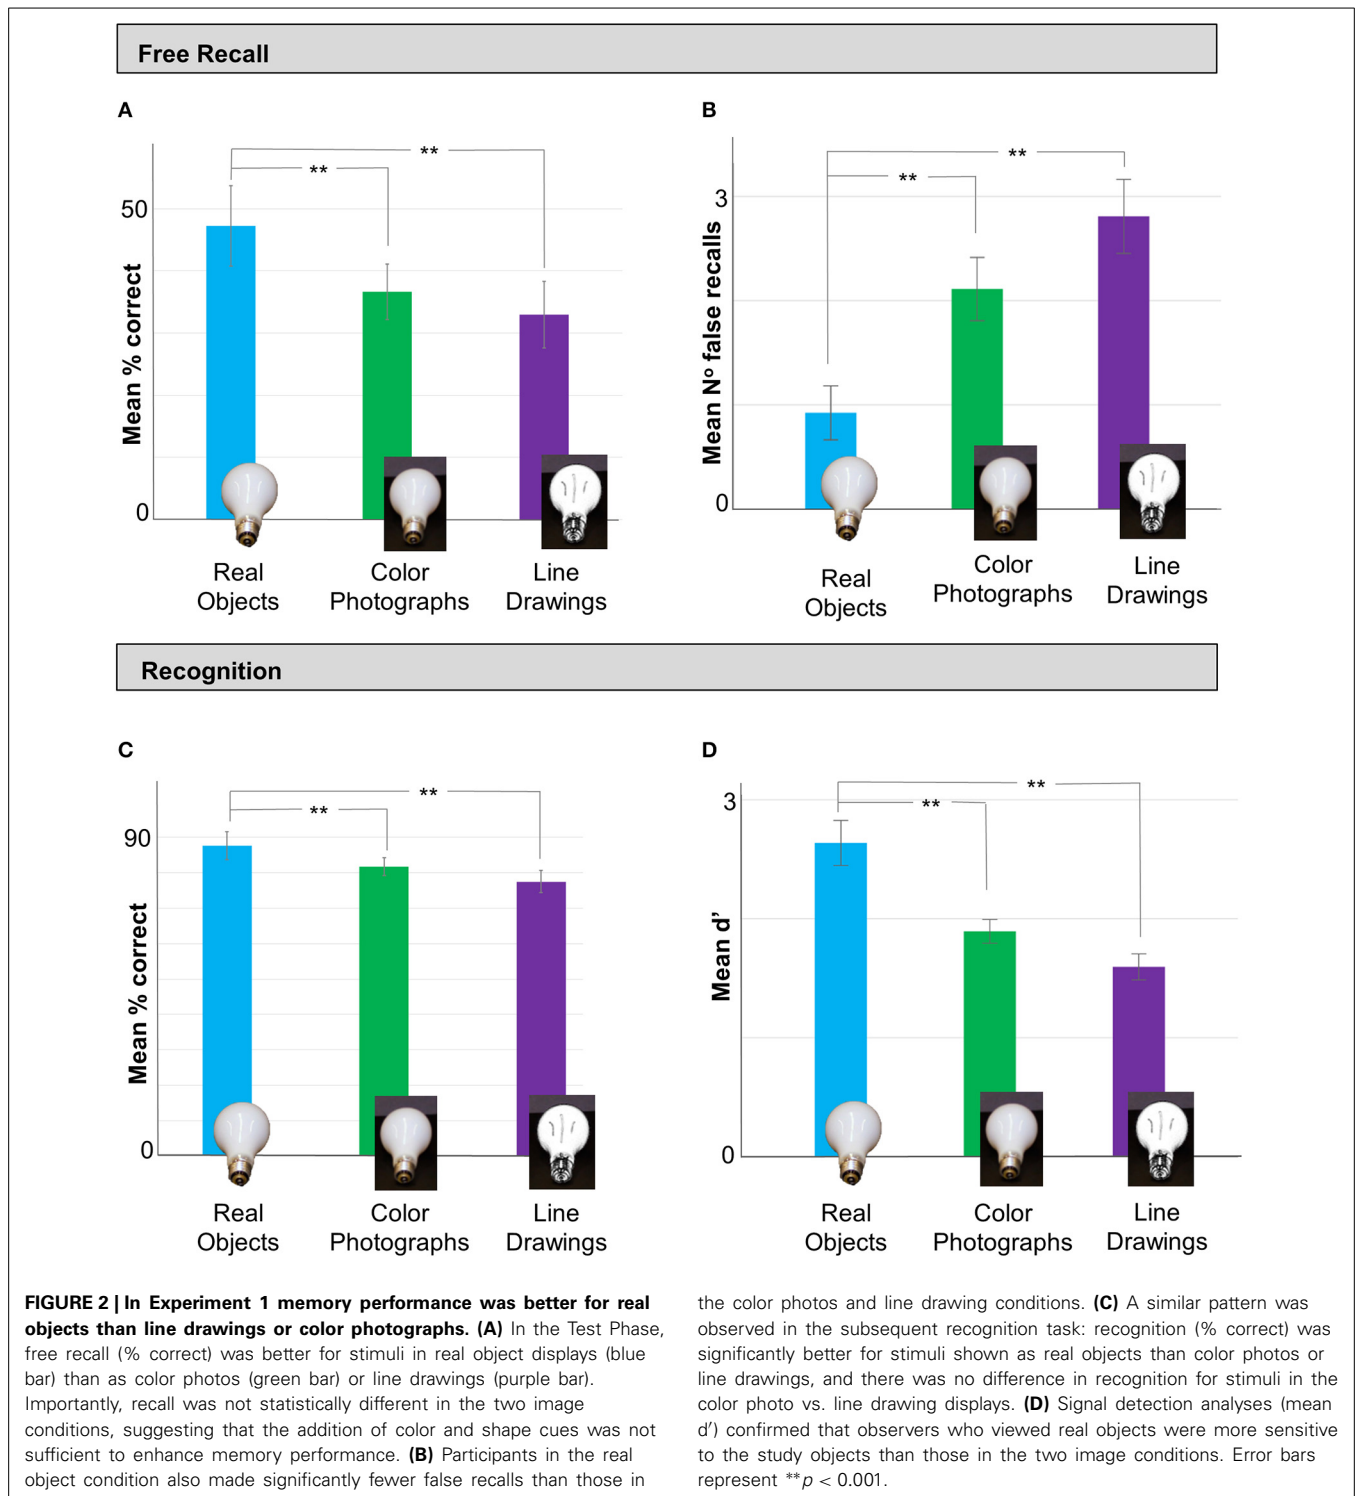 Free Recall
A
**
**
50
Mean % correct
0
Real
Objects
Color
Photographs
Line
Drawings
B
**
**
3
Mean Nº false recalls
0
Real
Objects
Color
Photographs
Line
Drawings
Recognition
C
**
**
90
Mean % correct
0
Real
Objects
Color
Photographs
Line
Drawings
D
**
**
3
Mean d’
0
Real
Objects
Color
Photographs
Line
Drawings
FIGURE 2 | In Experiment 1 memory performance was better for real
objects than line drawings or color photographs. (A) In the Test Phase,
free recall (% correct) was better for stimuli in real object displays (blue
bar) than as color photos (green bar) or line drawings (purple bar).
Importantly, recall was not statistically different in the two image
conditions, suggesting that the addition of color and shape cues was not
sufficient to enhance memory performance. (B) Participants in the real
object condition also made significantly fewer false recalls than those in
the color photos and line drawing conditions. (C) A similar pattern was
observed in the subsequent recognition task: recognition (% correct) was
significantly better for stimuli shown as real objects than color photos or
line drawings, and there was no difference in recognition for stimuli in the
color photo vs. line drawing displays. (D) Signal detection analyses (mean
d′) confirmed that observers who viewed real objects were more sensitive
to the study objects than those in the two image conditions. Error bars
represent **p < 0.001.